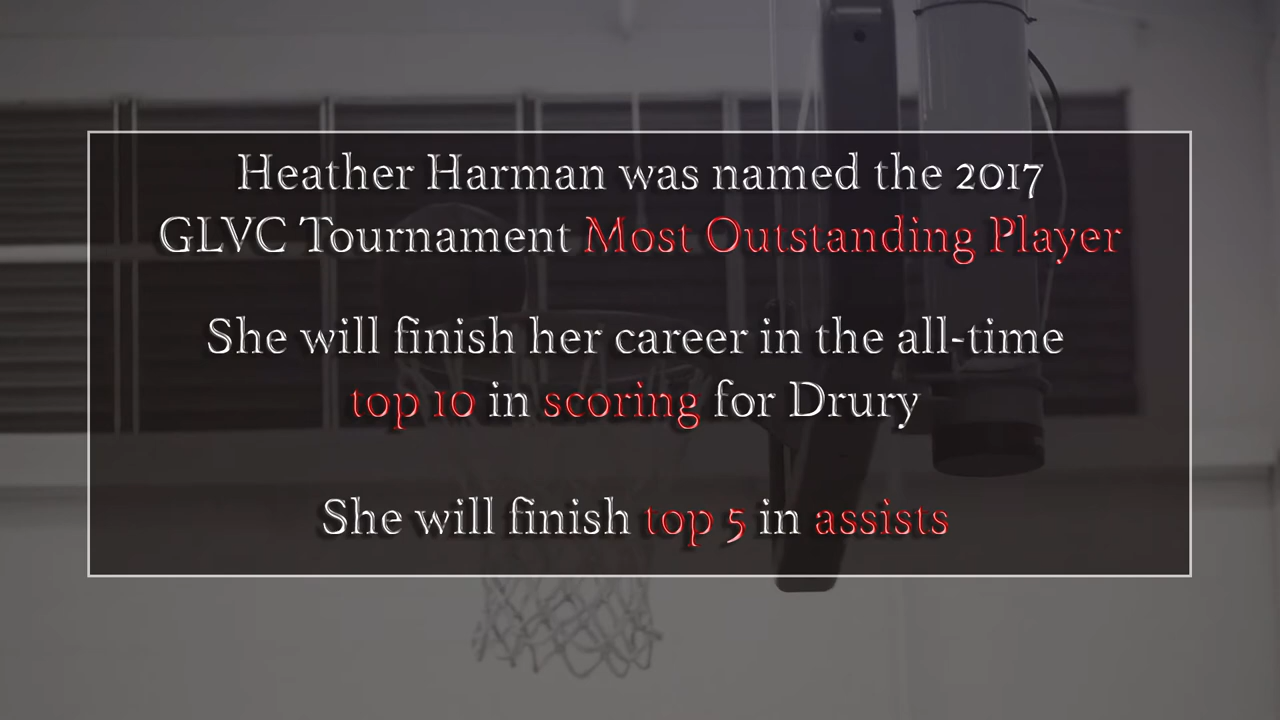 Heather Harman was named the 2017
GLVC Tournament Most Outstanding Player
She will finish her career in the all-time
top 10 in scoring for Drury
She will finish top 5 in assists